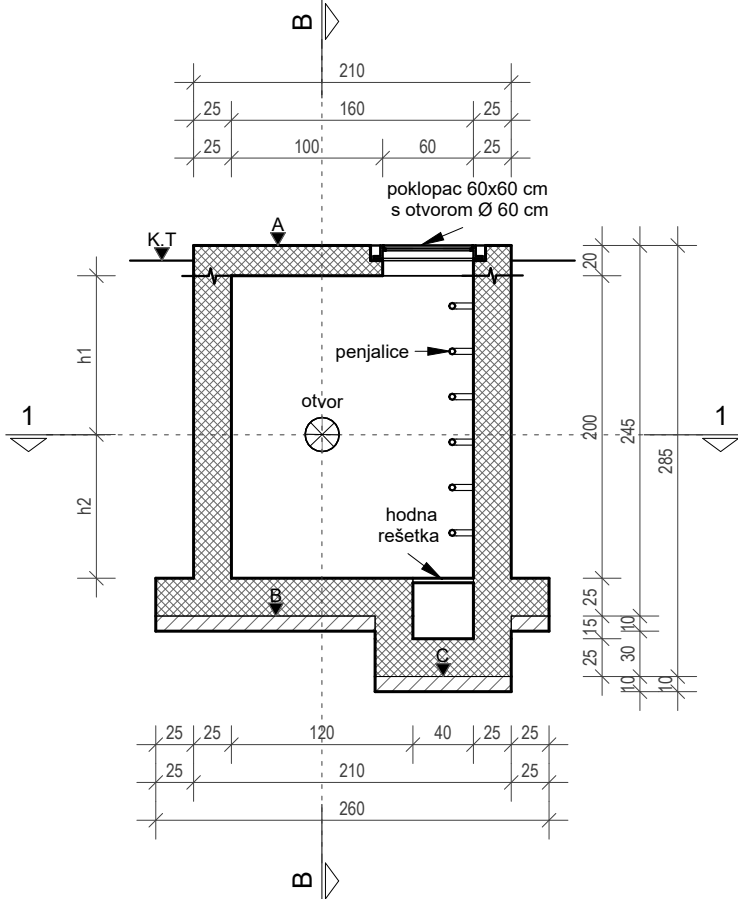 B
210
25 160 25
25 100 60 25
poklopac 60x60 cm
s otvorom Ø 60 cm
A
K.T
20
h1
penjalice
otvor
1
1
200
245
285
h2
hodna
rešetka
B
25
15
10
C
25
30
10
10
25 25 120 40 25 25
25 210 25
260
B